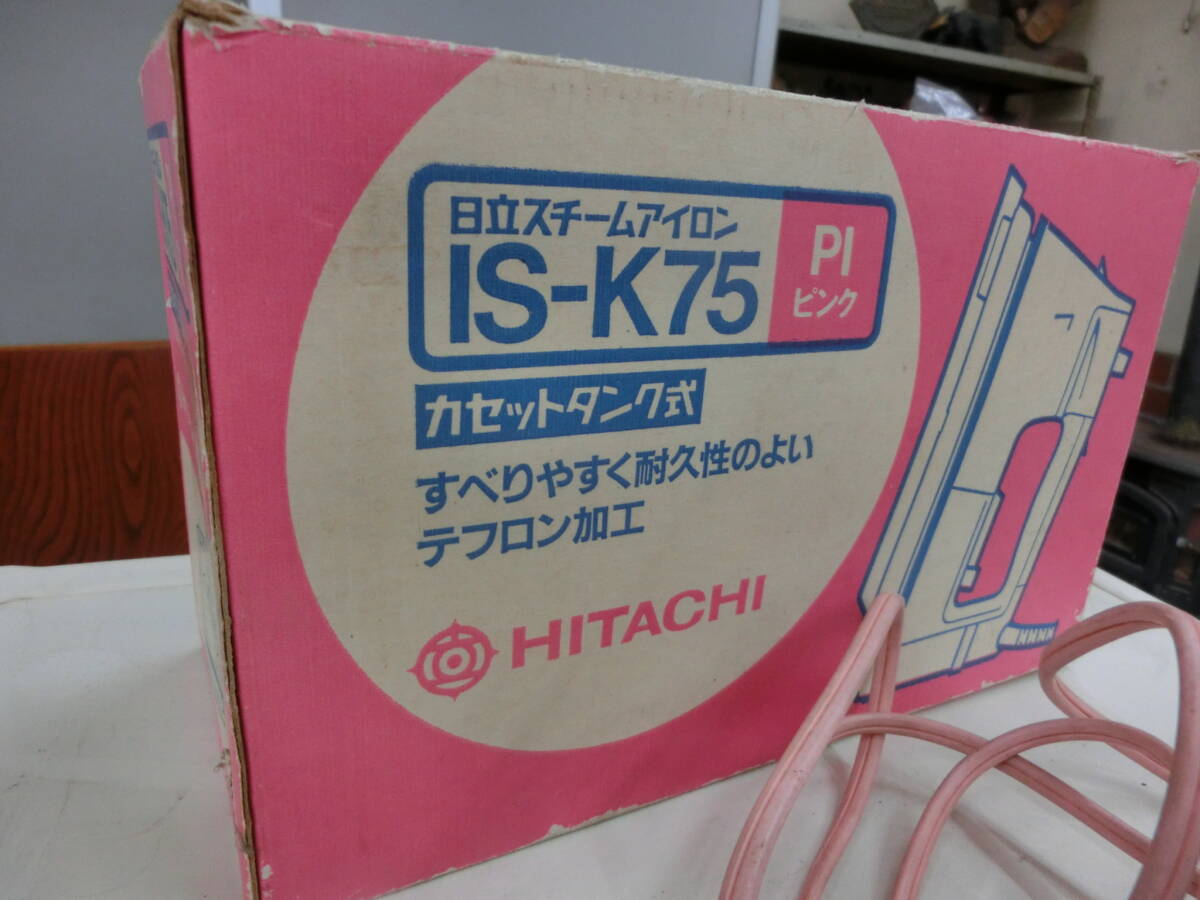 日立スチームアイロン
IS-K75
PI
ピンク
カセットタンク式
すべりやすく耐久性のよい
テフロン加工
HITACHI